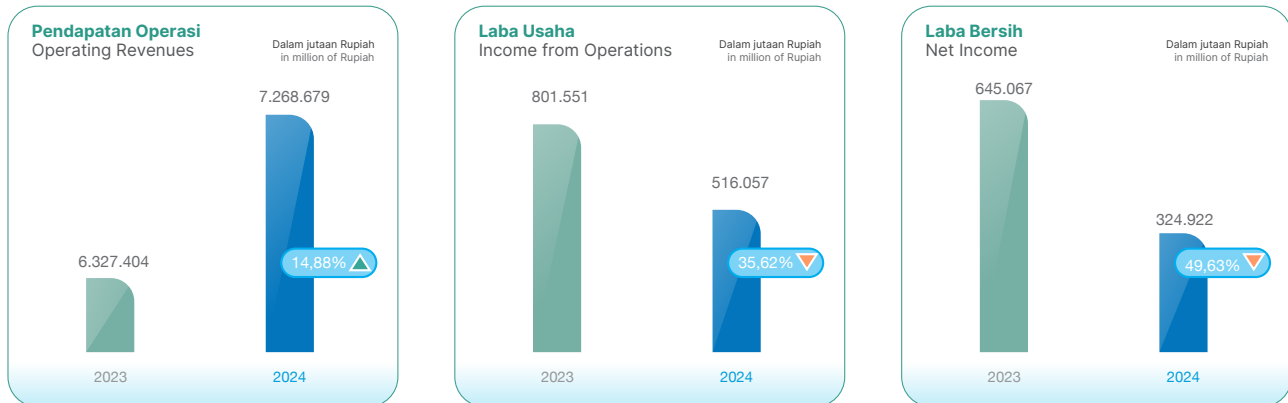 Pendapatan Operasi
Operating Revenues
Dalam jutaan Rupiah
in million of Rupiah
7.268.679
6.327.404
14,88%
2023
2024
Laba Usaha
Income from Operations
Dalam jutaan Rupiah
in million of Rupiah
801.551
516.057
35,62%
2023
2024
Laba Bersih
Net Income
Dalam jutaan Rupiah
in million of Rupiah
645.067
324.922
49,63%
2023
2024